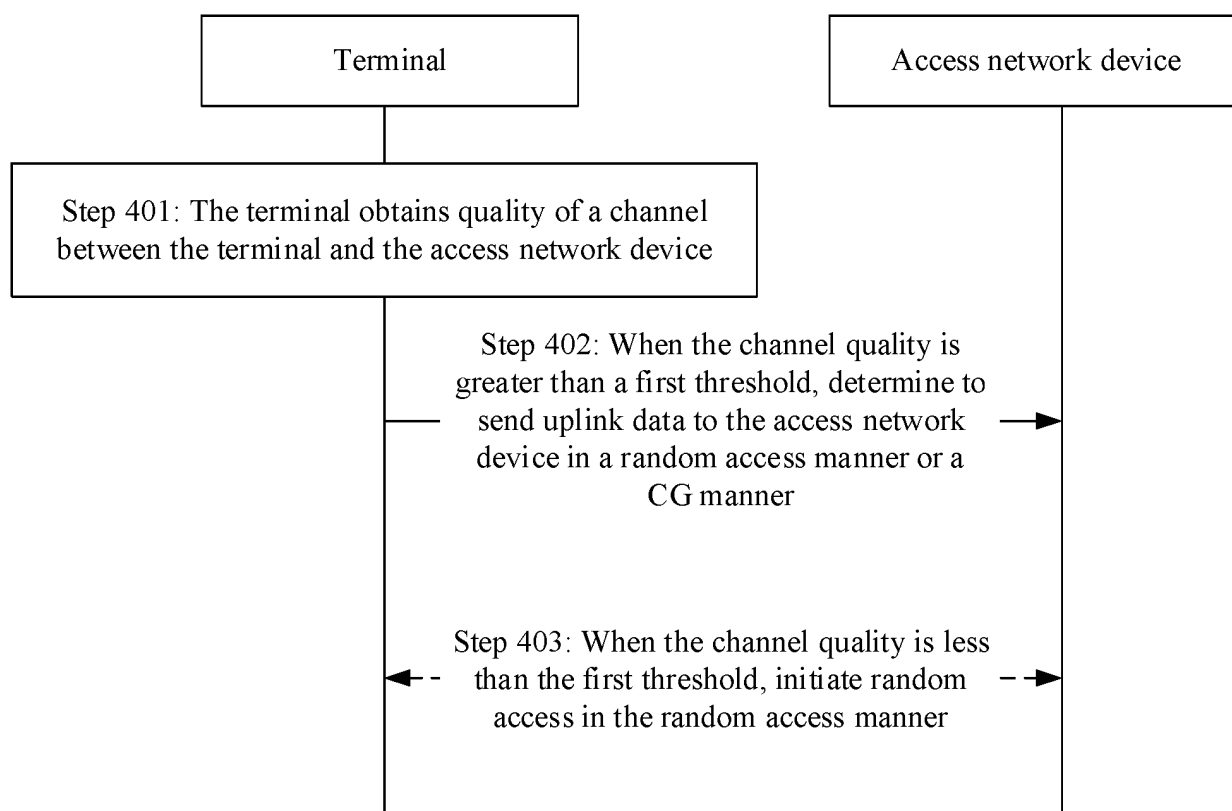 Terminal
Access network device
Step 401: The terminal obtains quality of a channel
between the terminal and the access network device
Step 402: When the channel quality is
greater than a first threshold, determine to
send uplink data to the access network
device in a random access manner or a
CG manner
Step 403: When the channel quality is less
than the first threshold, initiate random
access in the random access manner